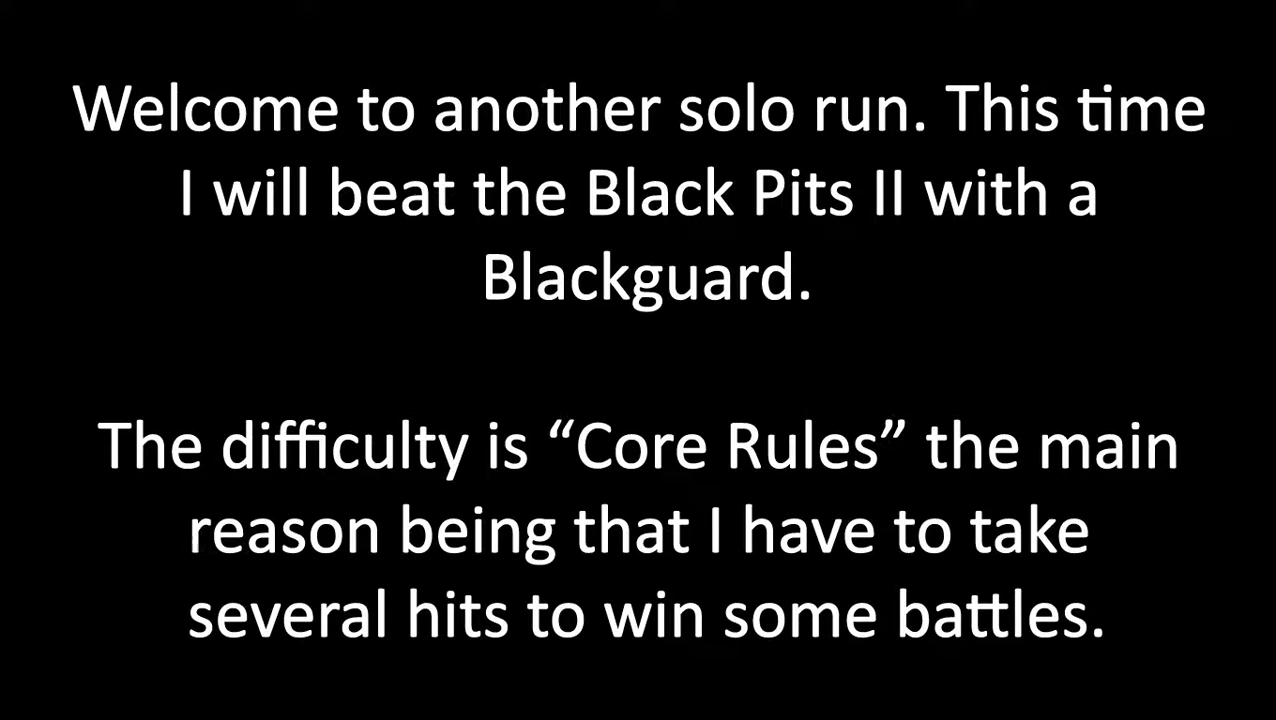 Welcome to another solo run. This time
I will beat the Black Pits II with a
Blackguard.
The difficulty is “Core Rules” the main
reason being that I have to take
several hits to win some battles.